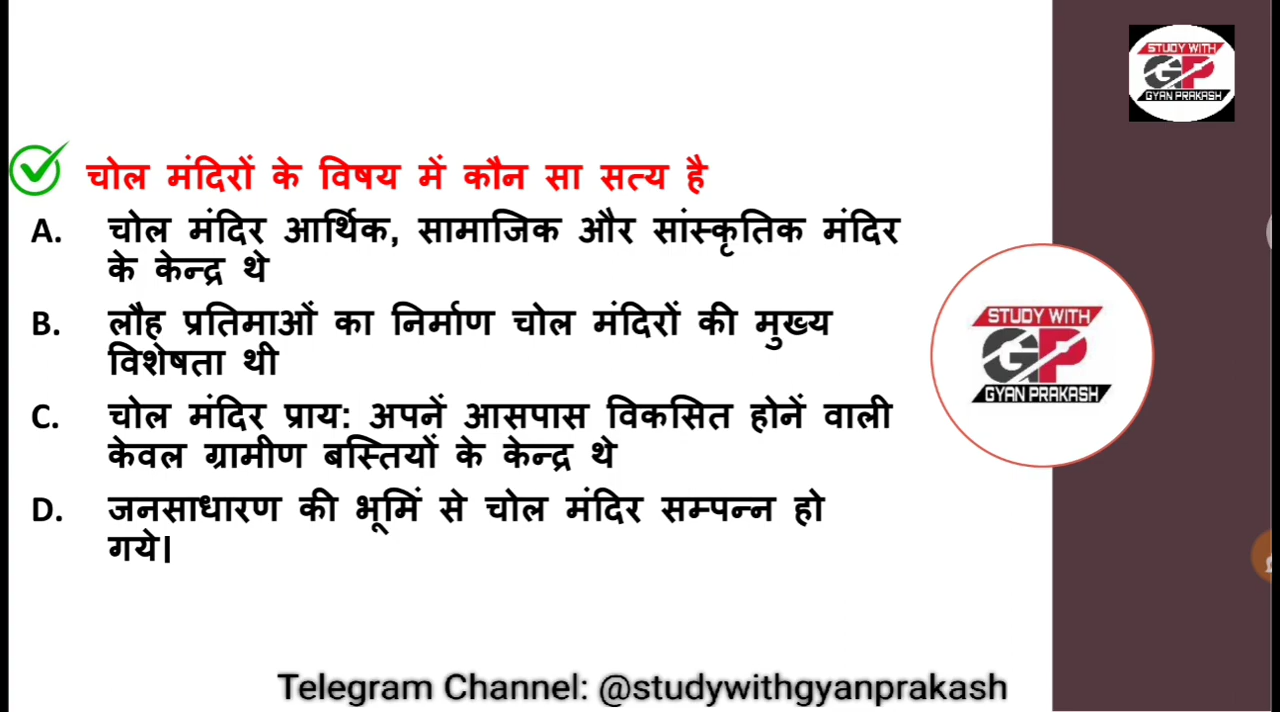 STUDY WITH
GP
GYAN PRAKASH
चोल मंदिरों के विषय में कौन सा सत्य है
A. चोल मंदिर आर्थिक, सामाजिक और सांस्कृतिक मंदिर
के केन्द्र थे
B. लौह प्रतिमाओं का निर्माण चोल मंदिरों की मुख्य
विशेषता थी
C. चोल मंदिर प्राय: अपनें आसपास विकसित होनें वाली
केवल ग्रामीण बस्तियों के केन्द्र थे
D. जनसाधारण की भूमिं से चोल मंदिर सम्पन्न हो
गये।
STUDY WITH
GP
GYAN PRAKASH
Telegram Channel: @studywithgyanprakash